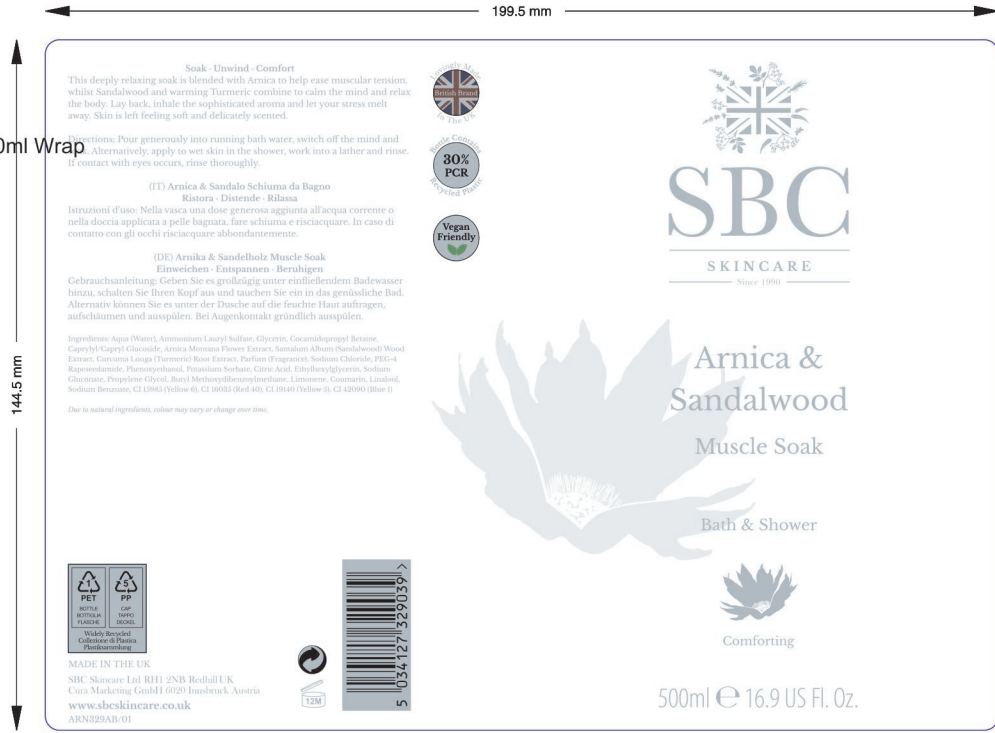 199.5 mm
144.5 mm
0ml Wrap
Soak - Unwind - Comfort
This deeply relaxing soak is blended with Arnica to help ease muscular tension,
whilst Sandalwood and warming Turmeric combine to calm the mind and relax
the body. Lay back, inhale the sophisticated aroma and let your stress melt
away. Skin is left feeling soft and delicately scented.
Directions: Pour generously into running bath water, switch off the mind and
Alternatively, apply to wet skin in the shower, work into a lather and rinse.
If contact with eyes occurs, rinse thoroughly.
(IT) Arnica & Sandalo Schiuma da Bagno
Ristora - Distende - Rilassa
Istruzioni d'uso: Nella vasca una dose generosa aggiunta all'acqua corrente o
nella doccia applicata a pelle bagnata, fare schiuma e risciacquare. In caso di
contatto con gli occhi risciacquare abbondantemente.
(DE) Arnika & Sandelholz Muscle Soak
Einweichen - Entspannen - Beruhigen
Gebrauchsanleitung: Geben Sie es großzügig unter einfließendem Badewasser
hinzu, schalten Sie Ihren Kopf aus und tauchen Sie ein in das genüssliche Bad.
Alternativ können Sie es unter der Dusche auf die feuchte Haut auftragen,
aufschäumen und ausspülen. Bei Augenkontakt gründlich ausspülen.
Ingredients: Aqua (Water), Ammonium Lauryl Sulfate, Glycerin, Cocamidopropyl Betaine,
Caprylyl/Capryl Glucoside, Arnica Montana Flower Extract, Santalum Album (Sandalwood) Wood
Extract, Curcuma Longa (Turmeric) Root Extract, Parfum (Fragrance), Sodium Chloride, PEG-4
Rapeseedamide, Phenoxyethanol, Potassium Sorbate, Citric Acid, Ethylhexylglycerin, Sodium
Gluconate, Propylene Glycol, Butyl Methoxydibenzoylmethane, Limonene, Coumarin, Linalool,
Sodium Benzoate, CI 15985 (Yellow 6), CI 16035 (Red 40), CI 19140 (Yellow 5), CI 42090 (Blue 1)
Due to natural ingredients, colour may vary or change over time.
Lovingly Made
British Brand
In The UK
Bottle Contains
30%
PCR
Recycled Plastic
Vegan
Friendly
1
PET
BOTTLE
BOTTIGLIA
FLASCHE
5
PP
CAP
TAPPO
DECKEL
Widely Recycled
Collezione di Plastica
Plastiksammlung
MADE IN THE UK
SBC Skincare Ltd RH1 2NB Redhill UK
Cura Marketing GmbH 6020 Innsbrock Austria
www.sbcskincare.co.uk
ARN329AB/01
12M
5 034127 329039 >
SBC
SKINCARE
Since 1990
Arnica &
Sandalwood
Muscle Soak
Bath & Shower
Comforting
500ml ℮ 16.9 US Fl. Oz.